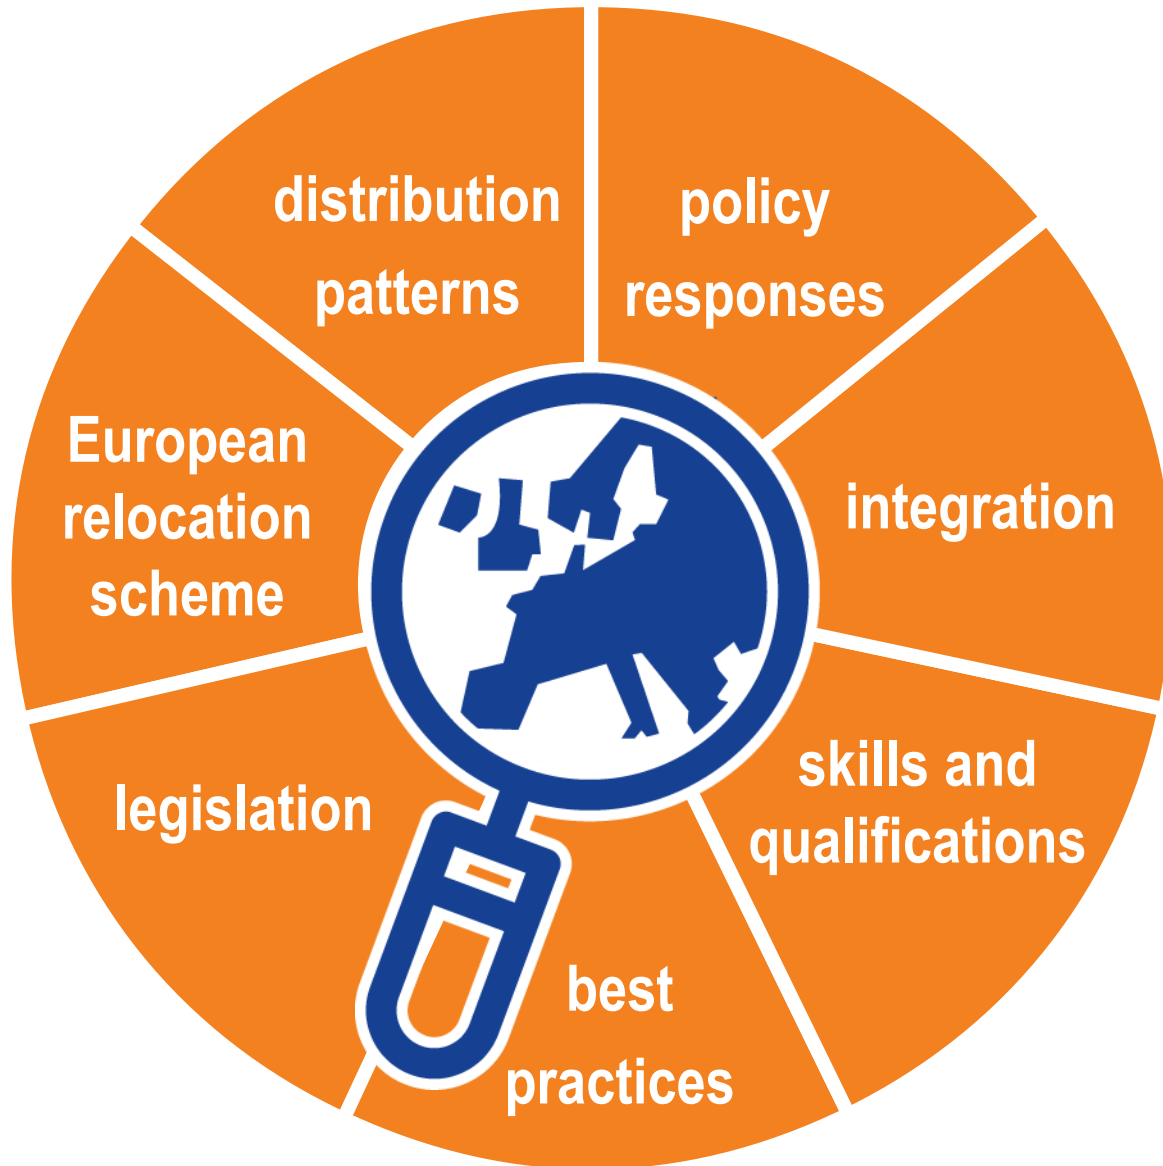 distribution
patterns
policy
responses
European
relocation
scheme
integration
legislation
skills and
qualifications
best
practices